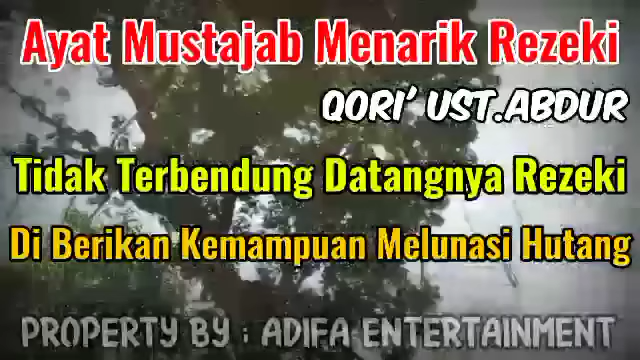 Ayat Mustajab Menarik Rezeki
QORI' UST.ABDUR
Tidak Terbendung Datangnya Rezeki
Di Berikan Kemampuan Melunasi Hutang
PROPERTY BY : ADIFA ENTERTAINMENT